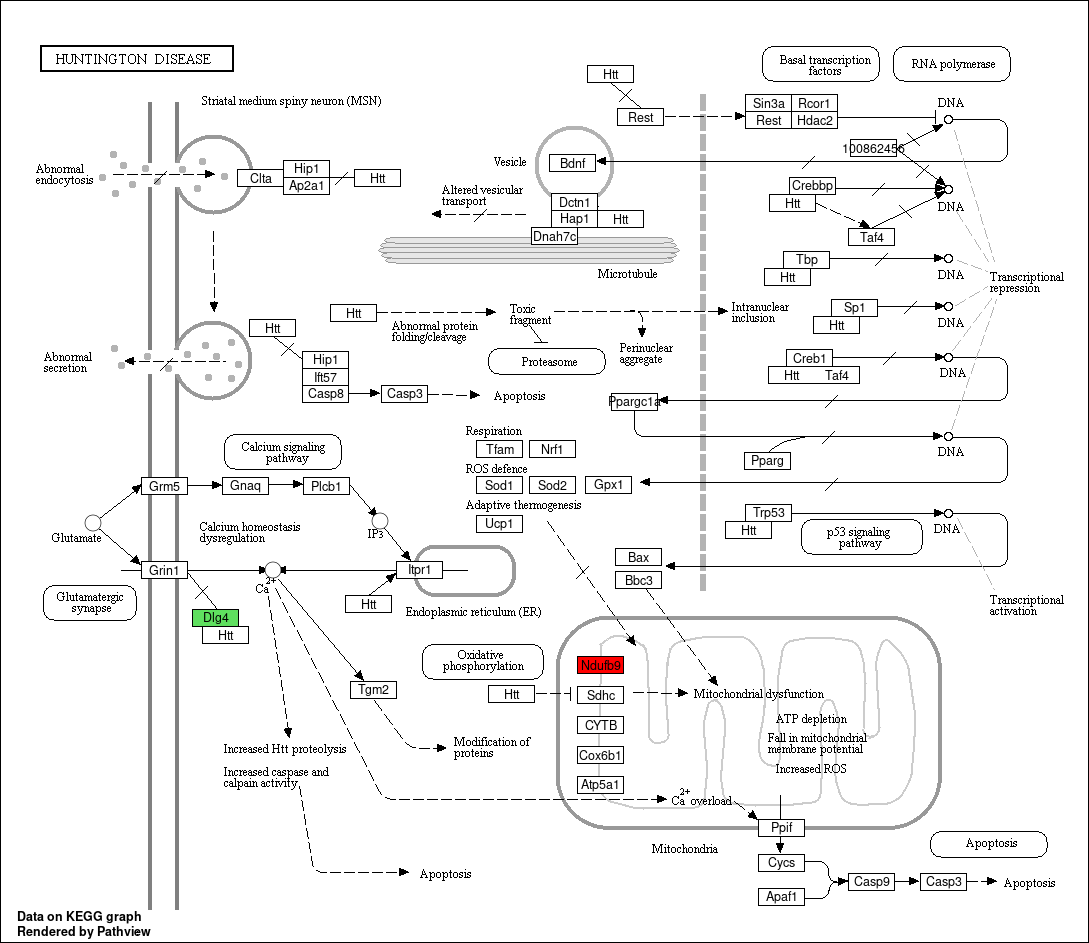 HUNTINGTON DISEASE
Striatal medium spiny neuron (MSN)
Htt
Rest
Basal transcription
factors
RNA polymerase
Sin3a
Rcor1
Rest
Hdac2
DNA
100862456
Vesicle
Bdnf
Abnormal
endocytosis
Clta
Hip1
Ap2a1
Htt
Altered vesicular
transport
Dctn1
Hap1
Htt
Dnah7c
Microtubule
Crebbp
Htt
DNA
Taf4
Tbp
Htt
DNA
Transcriptional
repression
Htt
Abnormal protein
folding/cleavage
Toxic
fragment
Intranuclear
inclusion
Perinuclear
aggregate
Proteasome
Sp1
Htt
DNA
Abnormal
secretion
Htt
Hip1
Ift57
Casp8
Casp3
Apoptosis
Creb1
Htt
Taf4
DNA
Ppargc1a
Respiration
Tfam
Nrf1
ROS defence
Sod1
Sod2
Gpx1
Adaptive thermogenesis
Ucp1
Pparg
DNA
Calcium signaling
pathway
Grm5
Gnaq
Plcb1
Glutamate
Calcium homeostasis
dysregulation
IP3
Trp53
Htt
DNA
p53 signaling
pathway
Bax
Bbc3
Grin1
Ca2+
Itpr1
Htt
Endoplasmic reticulum (ER)
Glutamatergic
synapse
Dlg4
Htt
Transcriptional
activation
Oxidative
phosphorylation
Tgm2
Htt
Ndufb9
Sdhc
CYTB
Cox6b1
Atp5a1
Mitochondrial dysfunction
ATP depletion
Fall in mitochondrial
membrane potential
Increased ROS
Increased Htt proteolysis
Increased caspase and
calpain activity
Modification of
proteins
Ca2+ overload
Ppif
Mitochondria
Cycs
Apaf1
Casp9
Casp3
Apoptosis
Apoptosis
Apoptosis
Data on KEGG graph
Rendered by Pathview